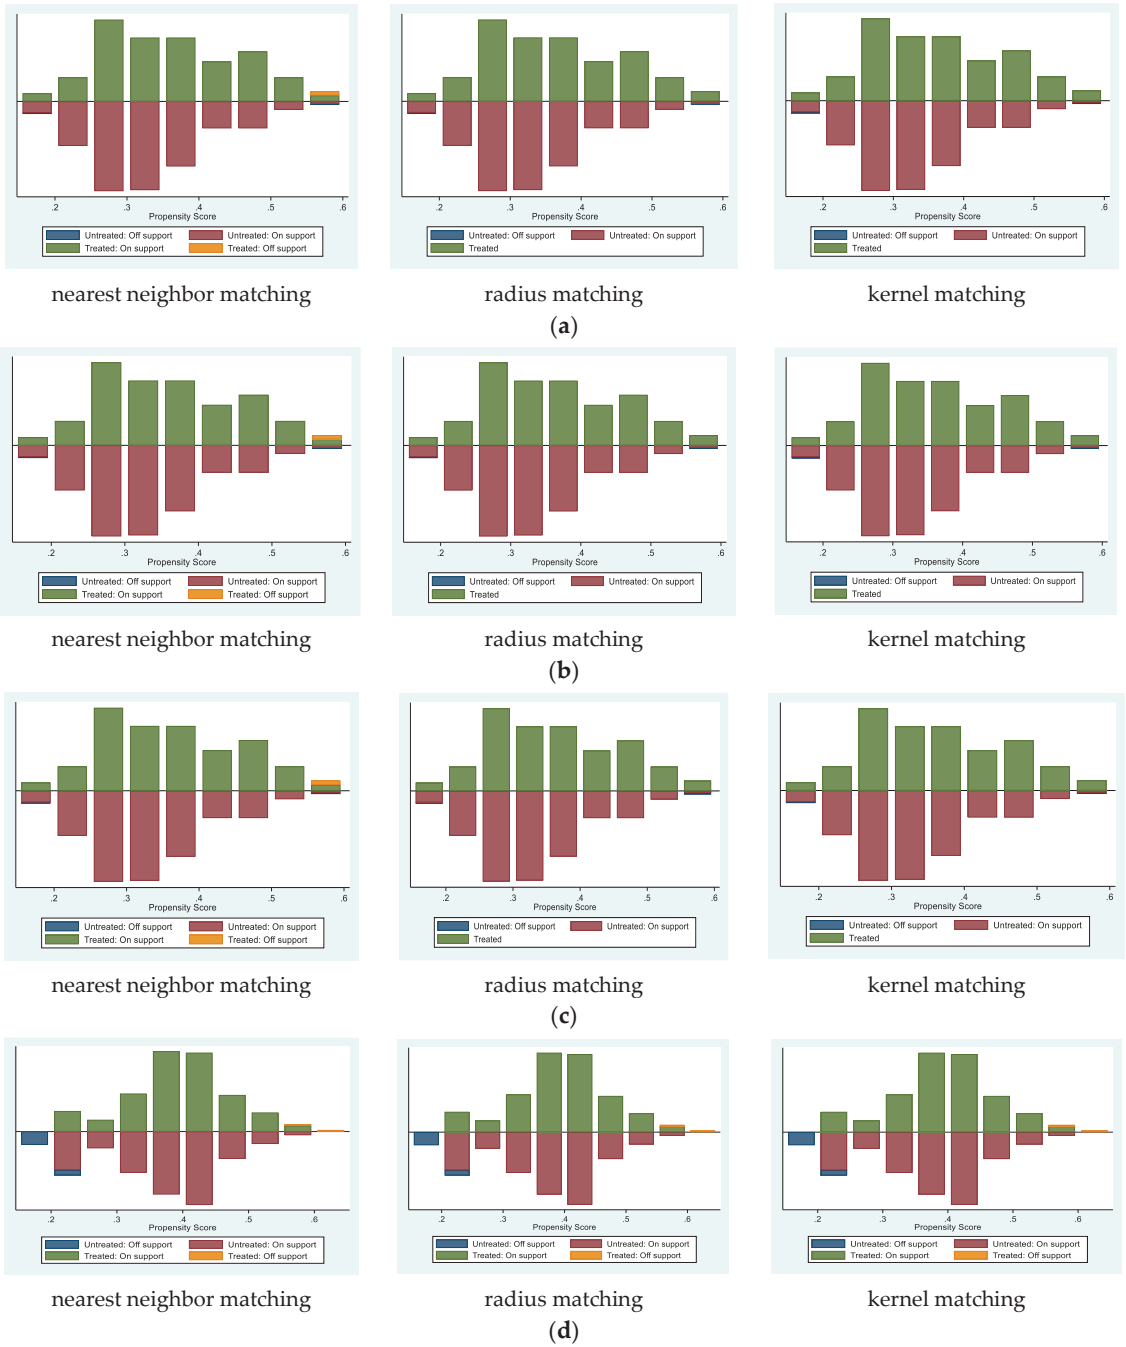 .2 .3 .4 .5 .6
Propensity Score
Untreated: Off support Untreated: On support
Treated: On support Treated: Off support
nearest neighbor matching
.2 .3 .4 .5 .6
Propensity Score
Untreated: Off support Untreated: On support
Treated
radius matching
.2 .3 .4 .5 .6
Propensity Score
Untreated: Off support Untreated: On support
Treated
kernel matching
(a)
.2 .3 .4 .5 .6
Propensity Score
Untreated: Off support Untreated: On support
Treated: On support Treated: Off support
nearest neighbor matching
.2 .3 .4 .5 .6
Propensity Score
Untreated: Off support Untreated: On support
Treated
radius matching
.2 .3 .4 .5 .6
Propensity Score
Untreated: Off support Untreated: On support
Treated
kernel matching
(b)
.2 .3 .4 .5 .6
Propensity Score
Untreated: Off support Untreated: On support
Treated: On support Treated: Off support
nearest neighbor matching
.2 .3 .4 .5 .6
Propensity Score
Untreated: Off support Untreated: On support
Treated
radius matching
.2 .3 .4 .5 .6
Propensity Score
Untreated: Off support Untreated: On support
Treated
kernel matching
(c)
.2 .3 .4 .5 .6
Propensity Score
Untreated: Off support Untreated: On support
Treated: On support Treated: Off support
nearest neighbor matching
.2 .3 .4 .5 .6
Propensity Score
Untreated: Off support Untreated: On support
Treated: On support Treated: Off support
radius matching
.2 .3 .4 .5 .6
Propensity Score
Untreated: Off support Untreated: On support
Treated: On support Treated: Off support
kernel matching
(d)